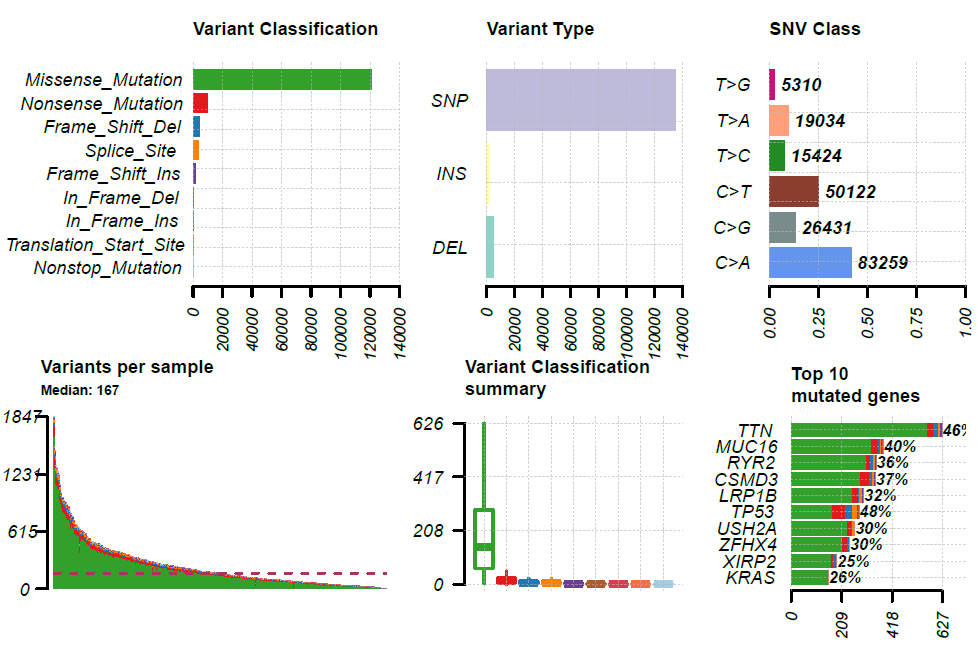 Variant Classification
Missense_Mutation
Nonsense_Mutation
Frame_Shift_Del
Splice_Site
Frame_Shift_Ins
In_Frame_Del
In_Frame_Ins
Translation_Start_Site
Nonstop_Mutation
0
20000
40000
60000
80000
100000
120000
140000
Variant Type
SNP
INS
DEL
0
20000
40000
60000
80000
100000
120000
140000
SNV Class
T>G 5310
T>A 19034
T>C 15424
C>T 50122
C>G 26431
C>A 83259
0.00
0.25
0.50
0.75
1.00
Variants per sample
Median: 167
1847
1231
615
0
Variant Classification
summary
626
417
208
0
Top 10
mutated genes
TTN 46%
MUC16 40%
RYR2 36%
CSMD3 37%
LRP1B 32%
TP53 48%
USH2A 30%
ZFHX4 30%
XIRP2 25%
KRAS 26%
0
209
418
627